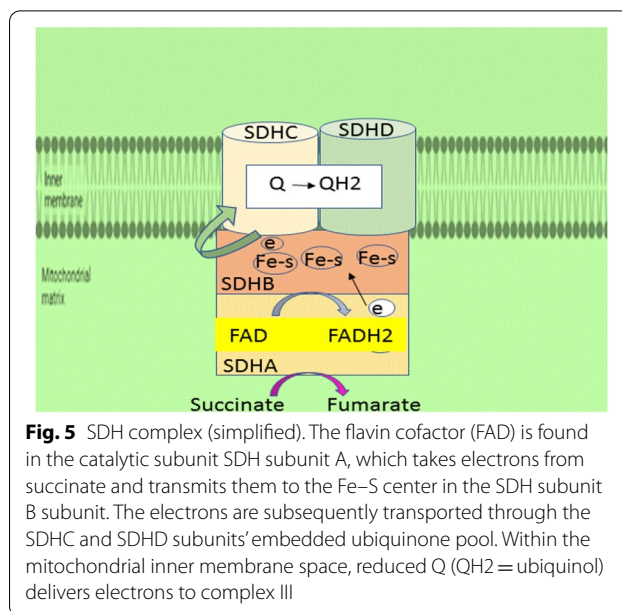 SDHC SDHD
Inner
membrane
Q → QH2
e
Fe-s Fe-s Fe-s
SDHB
Mitochondrial
matrix
e
FAD FADH2
SDHA
Succinate Fumarate
Fig. 5 SDH complex (simplified). The flavin cofactor (FAD) is found
in the catalytic subunit SDH subunit A, which takes electrons from
succinate and transmits them to the Fe–S center in the SDH subunit
B subunit. The electrons are subsequently transported through the
SDHC and SDHD subunits’ embedded ubiquinone pool. Within the
mitochondrial inner membrane space, reduced Q (QH2 = ubiquinol)
delivers electrons to complex III